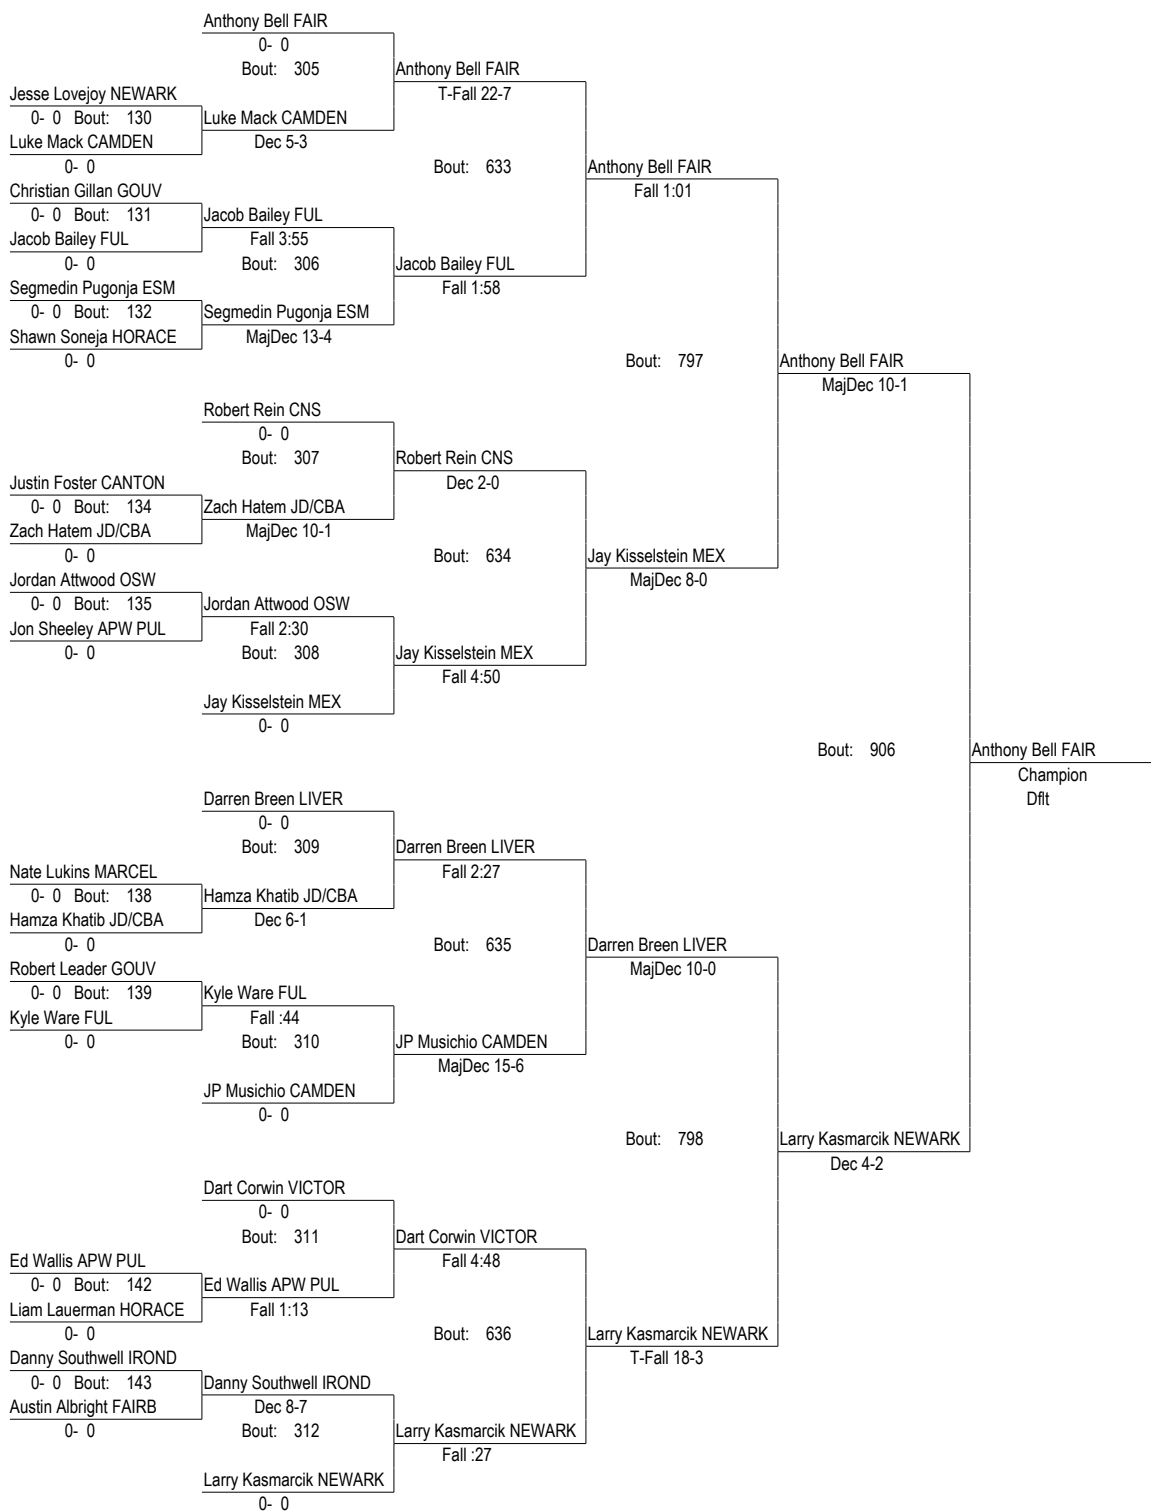 Anthony Bell FAIR
0- 0
Bout: 305
Anthony Bell FAIR
T-Fall 22-7
Jesse Lovejoy NEWARK
0- 0 Bout: 130
Luke Mack CAMDEN
Luke Mack CAMDEN
Dec 5-3
0- 0
Bout: 633
Anthony Bell FAIR
Fall 1:01
Christian Gillan GOUV
0- 0 Bout: 131
Jacob Bailey FUL
Jacob Bailey FUL
Fall 3:55
0- 0
Bout: 306
Jacob Bailey FUL
Fall 1:58
Segmedin Pugonja ESM
0- 0 Bout: 132
Segmedin Pugonja ESM
Shawn Soneja HORACE
MajDec 13-4
0- 0
Bout: 797
Anthony Bell FAIR
MajDec 10-1
Robert Rein CNS
0- 0
Bout: 307
Robert Rein CNS
Dec 2-0
Justin Foster CANTON
0- 0 Bout: 134
Zach Hatem JD/CBA
Zach Hatem JD/CBA
MajDec 10-1
0- 0
Bout: 634
Jay Kisselstein MEX
MajDec 8-0
Jordan Attwood OSW
0- 0 Bout: 135
Jordan Attwood OSW
Jon Sheeley APW PUL
Fall 2:30
0- 0
Bout: 308
Jay Kisselstein MEX
Fall 4:50
Jay Kisselstein MEX
0- 0
Bout: 906
Anthony Bell FAIR
Champion
Dflt
Darren Breen LIVER
0- 0
Bout: 309
Darren Breen LIVER
Fall 2:27
Nate Lukins MARCEL
0- 0 Bout: 138
Hamza Khatib JD/CBA
Hamza Khatib JD/CBA
Dec 6-1
0- 0
Bout: 635
Darren Breen LIVER
MajDec 10-0
Robert Leader GOUV
0- 0 Bout: 139
Kyle Ware FUL
Kyle Ware FUL
Fall :44
0- 0
Bout: 310
JP Musichio CAMDEN
MajDec 15-6
JP Musichio CAMDEN
0- 0
Bout: 798
Larry Kasmarcik NEWARK
Dec 4-2
Dart Corwin VICTOR
0- 0
Bout: 311
Dart Corwin VICTOR
Fall 4:48
Ed Wallis APW PUL
0- 0 Bout: 142
Ed Wallis APW PUL
Liam Lauerman HORACE
Fall 1:13
0- 0
Bout: 636
Larry Kasmarcik NEWARK
T-Fall 18-3
Danny Southwell IROND
0- 0 Bout: 143
Danny Southwell IROND
Austin Albright FAIRB
Dec 8-7
0- 0
Bout: 312
Larry Kasmarcik NEWARK
Fall :27
Larry Kasmarcik NEWARK
0- 0